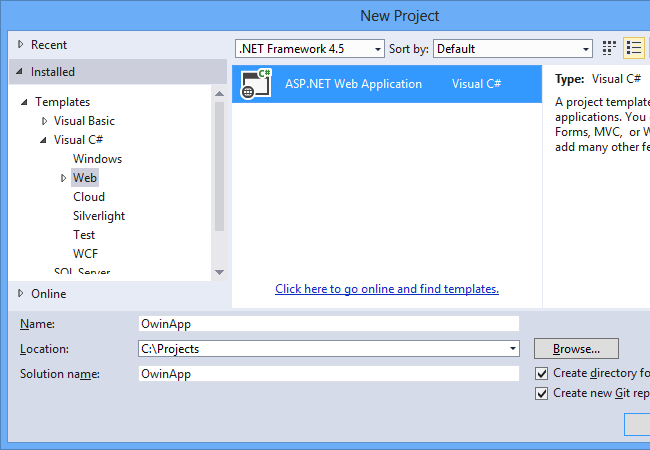 New Project
Recent
Installed
Templates
Visual Basic
Visual C#
Windows
Web
Cloud
Silverlight
Test
WCF
SQL Server
Online
.NET Framework 4.5
Sort by:
Default
C#
ASP.NET Web Application
Visual C#
Click here to go online and find templates.
Type: Visual C#
A project template
applications. You
Forms, MVC, or W
add many other fe
Name:
OwinApp
Location:
C:\Projects
Browse...
Solution name:
OwinApp
Create directory fo
Create new Git rep